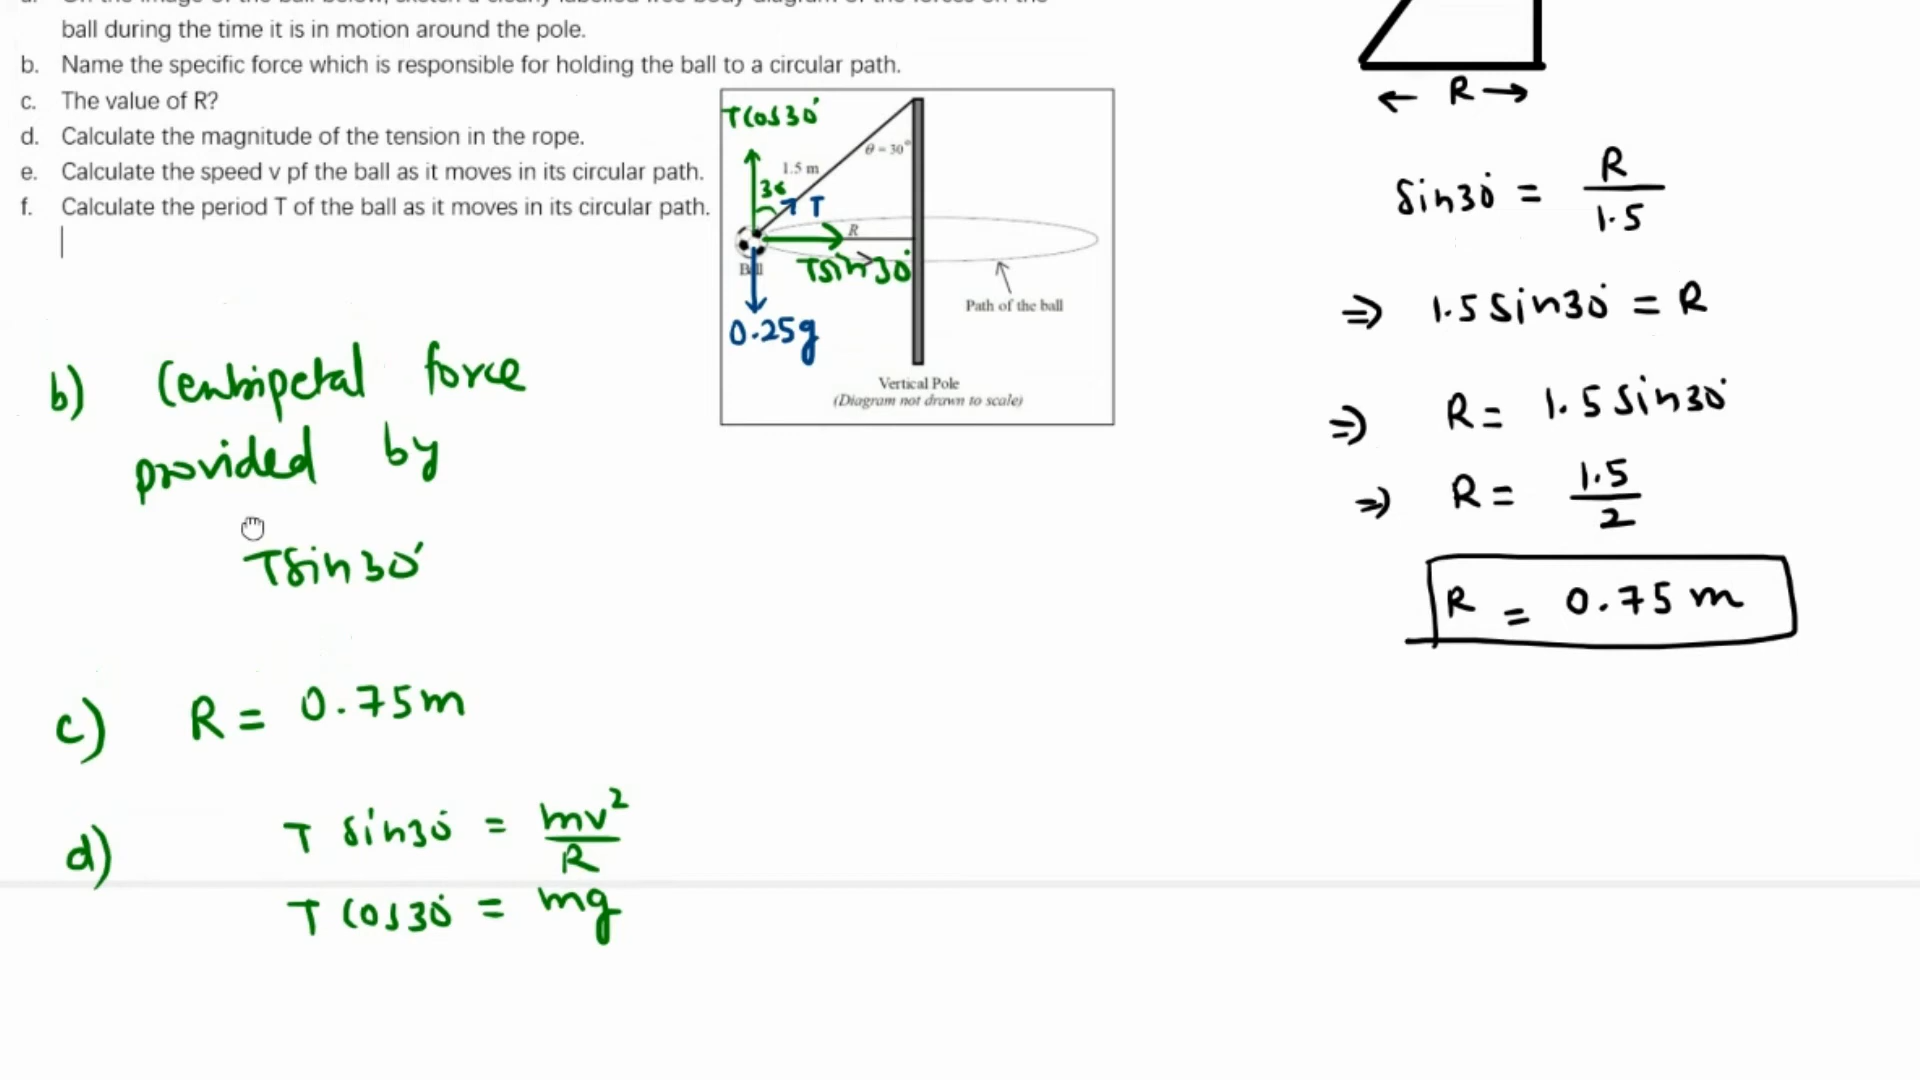 ball during the time it is in motion around the pole.
b. Name the specific force which is responsible for holding the ball to a circular path.
c. The value of R?
d. Calculate the magnitude of the tension in the rope.
e. Calculate the speed v pf the ball as it moves in its circular path.
f. Calculate the period T of the ball as it moves in its circular path.
Tcos30°
θ = 30°
1.5 m
30
T
R
Ball
Tsin30°
Path of the ball
0.25g
Vertical Pole
(Diagram not drawn to scale)
b) Centripetal force
provided by
Tsin30°
c) R = 0.75m
d) T sin30° = mv²/R
T cos30° = mg
← R →
sin30° = R/1.5
⇒ 1.5 sin30° = R
⇒ R = 1.5 sin30°
⇒ R = 1.5/2
R = 0.75 m